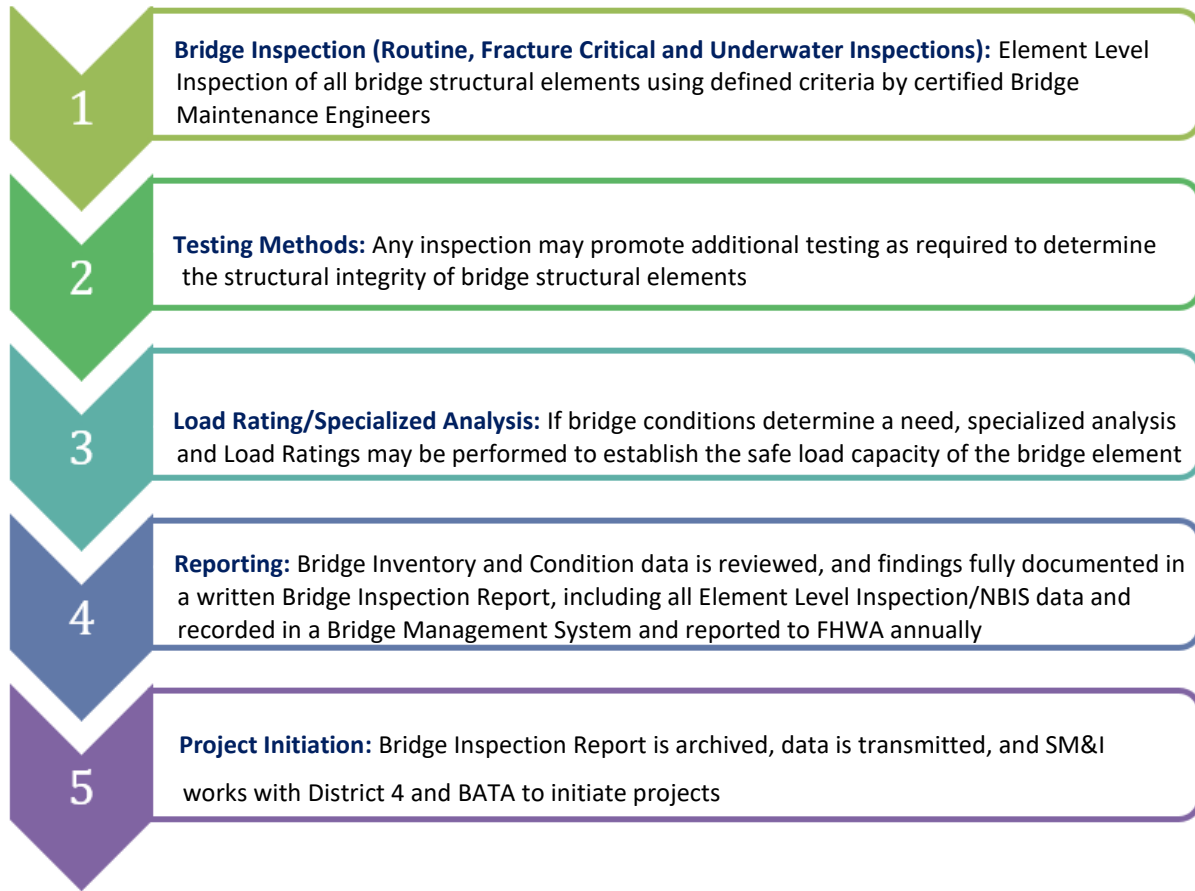 1
Bridge Inspection (Routine, Fracture Critical and Underwater Inspections): Element Level
Inspection of all bridge structural elements using defined criteria by certified Bridge
Maintenance Engineers
2
Testing Methods: Any inspection may promote additional testing as required to determine
the structural integrity of bridge structural elements
3
Load Rating/Specialized Analysis: If bridge conditions determine a need, specialized analysis
and Load Ratings may be performed to establish the safe load capacity of the bridge element
4
Reporting: Bridge Inventory and Condition data is reviewed, and findings fully documented in
a written Bridge Inspection Report, including all Element Level Inspection/NBIS data and
recorded in a Bridge Management System and reported to FHWA annually
5
Project Initiation: Bridge Inspection Report is archived, data is transmitted, and SM&I
works with District 4 and BATA to initiate projects